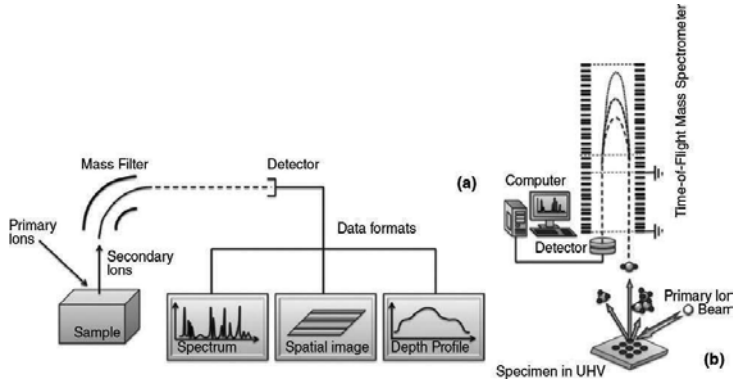 Mass Filter
Detector
Primary
Ions
Secondary
Ions
Data formats
Sample
Spectrum
Spatial image
Depth Profile
(a)
Time-of-Flight Mass Spectrometer
Computer
Detector
Primary Ion
Beam
Specimen in UHV
(b)